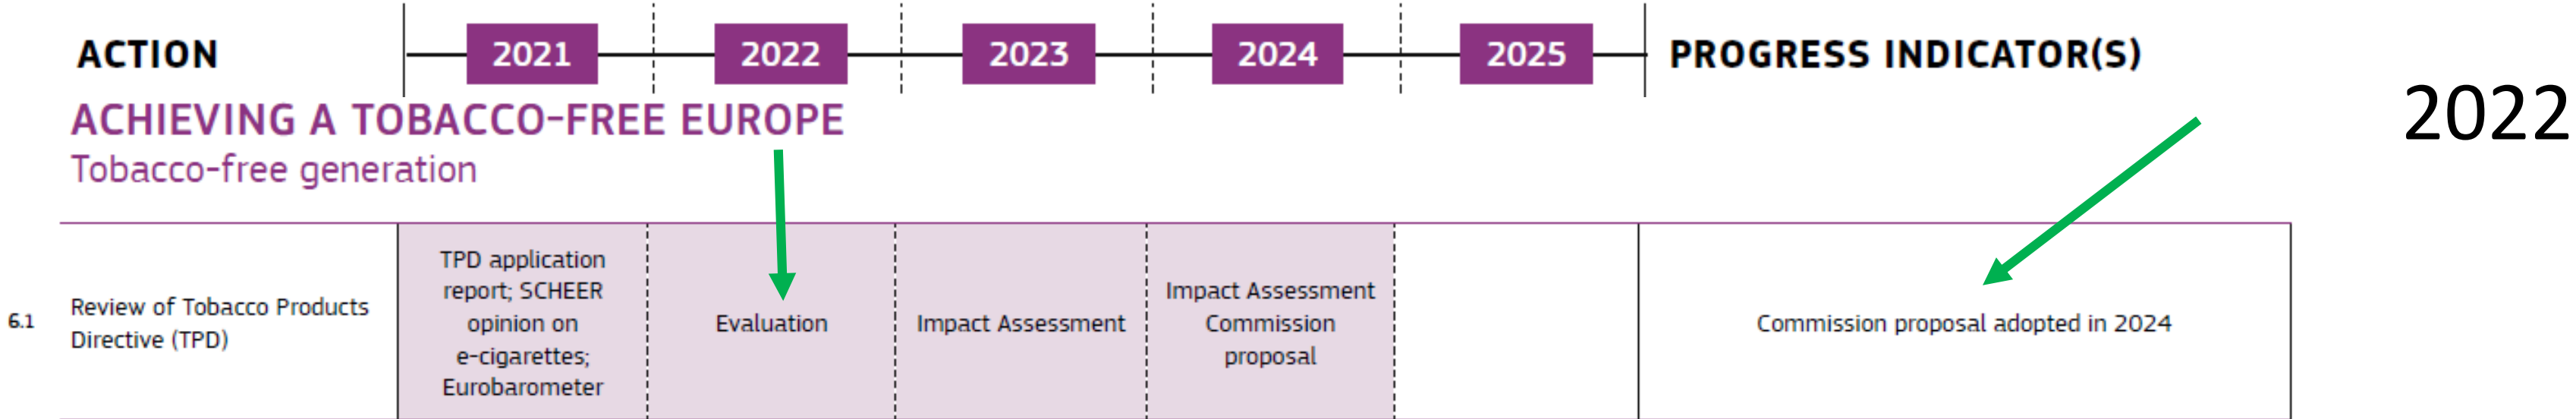 ACTION 2021 2022 2023 2024 2025 PROGRESS INDICATOR(S)
2022
ACHIEVING A TOBACCO-FREE EUROPE
Tobacco-free generation
6.1
Review of Tobacco Products
Directive (TPD)
TPD application
report; SCHEER
opinion on
e-cigarettes;
Eurobarometer
Evaluation
Impact Assessment
Impact Assessment
Commission
proposal
Commission proposal adopted in 2024